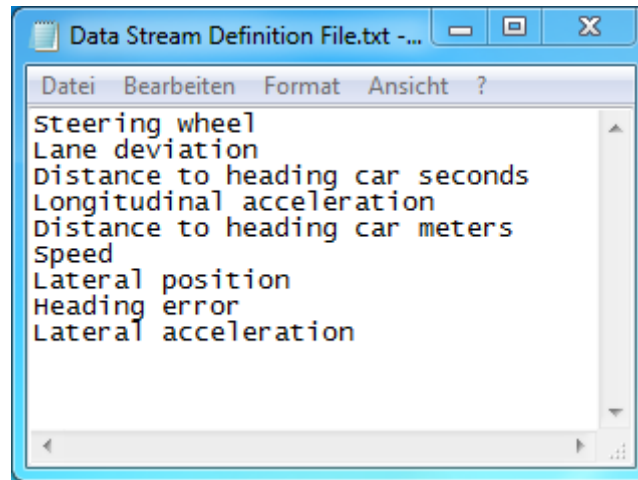 Data Stream Definition File.txt -...
Datei Bearbeiten Format Ansicht ?
Steering wheel
Lane deviation
Distance to heading car seconds
Longitudinal acceleration
Distance to heading car meters
Speed
Lateral position
Heading error
Lateral acceleration